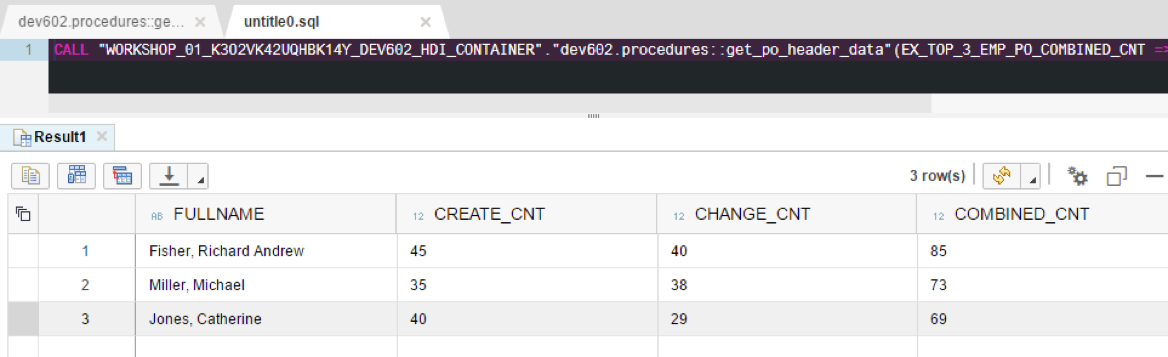 dev602.procedures::ge... ×
untitle0.sql ×
1 CALL "WORKSHOP_01_K3O2VK42UQHBK14Y_DEV602_HDI_CONTAINER"."dev602.procedures::get_po_header_data"(EX_TOP_3_EMP_PO_COMBINED_CNT =>
Result1 ×
3 row(s)
AB FULLNAME 12 CREATE_CNT 12 CHANGE_CNT 12 COMBINED_CNT
1 Fisher, Richard Andrew 45 40 85
2 Miller, Michael 35 38 73
3 Jones, Catherine 40 29 69